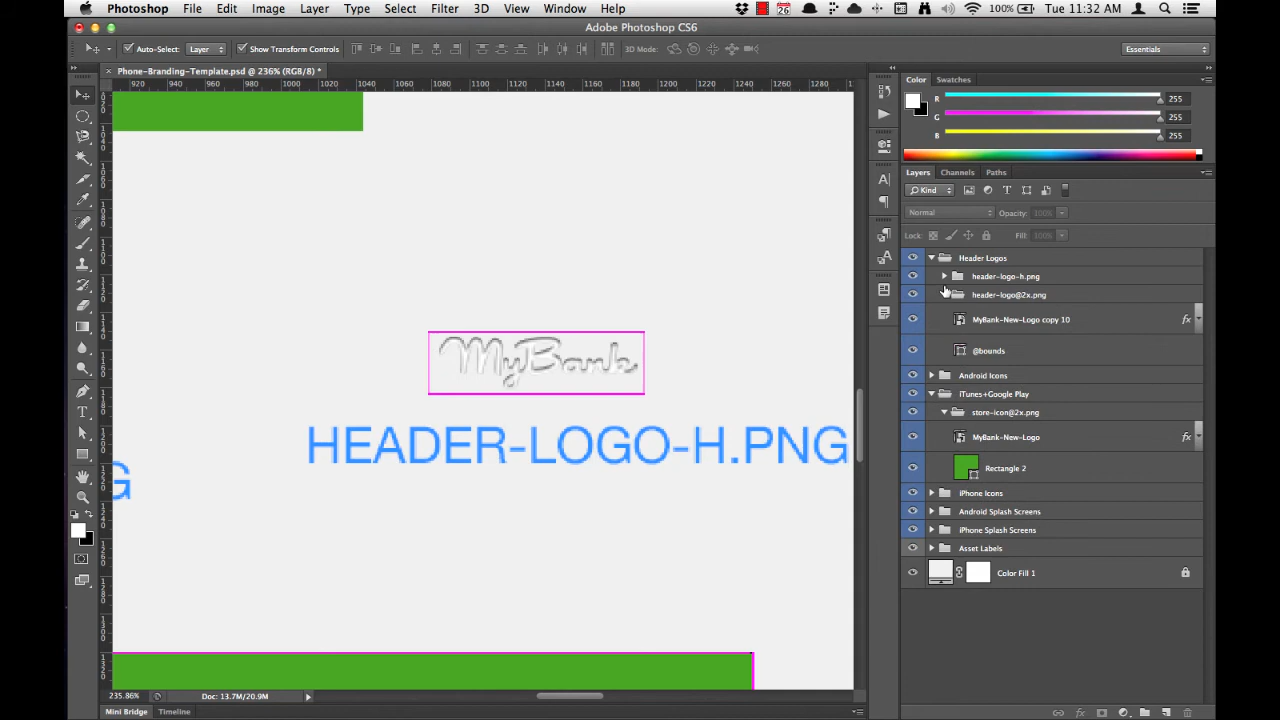 Photoshop File Edit Image Layer Type Select Filter 3D View Window Help 26 100% Tue 11:32 AM
Adobe Photoshop CS6
Auto-Select: Layer Show Transform Controls 3D Mode: Essentials
Phone-Branding-Template.psd @ 236% (RGB/8) *
920 940 960 980 1000 1020 1040 1060 1080 1100 1120 1140 1160 1180 1200 1220 1240 1260 1280
Color Swatches
R 255
G 255
B 255
Layers Channels Paths
Kind
Normal Opacity: 100%
Lock: Fill: 100%
Header Logos
header-logo-h.png
header-logo@2x.png
MyBank-New-Logo copy 10 fx
@bounds
Android Icons
iTunes+Google Play
store-icon@2x.png
MyBank-New-Logo fx
Rectangle 2
iPhone Icons
Android Splash Screens
iPhone Splash Screens
Asset Labels
Color Fill 1
MyBank
HEADER-LOGO-H.PNG
G
235.86% Doc: 13.7M/20.9M
Mini Bridge Timeline